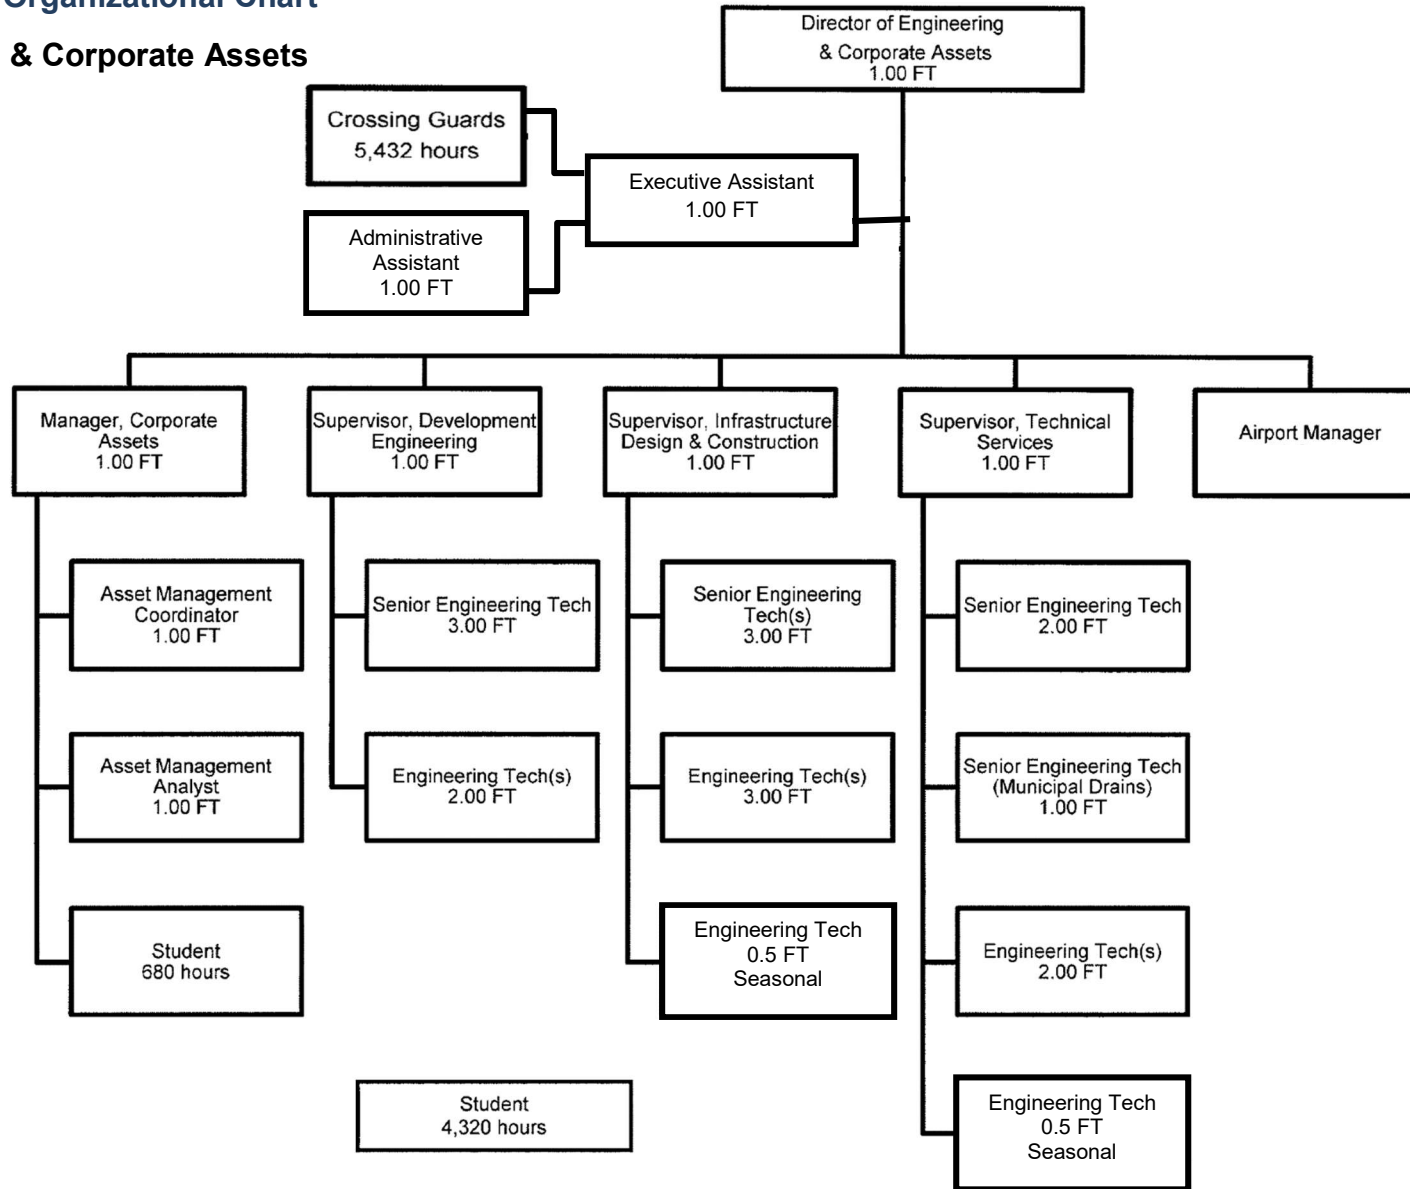 Organizational Chart
& Corporate Assets
Director of Engineering
& Corporate Assets
1.00 FT
Crossing Guards
5,432 hours
Executive Assistant
1.00 FT
Administrative
Assistant
1.00 FT
Manager, Corporate
Assets
1.00 FT
Supervisor, Development
Engineering
1.00 FT
Supervisor, Infrastructure
Design & Construction
1.00 FT
Supervisor, Technical
Services
1.00 FT
Airport Manager
Asset Management
Coordinator
1.00 FT
Senior Engineering Tech
3.00 FT
Senior Engineering
Tech(s)
3.00 FT
Senior Engineering Tech
2.00 FT
Asset Management
Analyst
1.00 FT
Engineering Tech(s)
2.00 FT
Engineering Tech(s)
3.00 FT
Senior Engineering Tech
(Municipal Drains)
1.00 FT
Student
680 hours
Engineering Tech
0.5 FT
Seasonal
Engineering Tech(s)
2.00 FT
Student
4,320 hours
Engineering Tech
0.5 FT
Seasonal